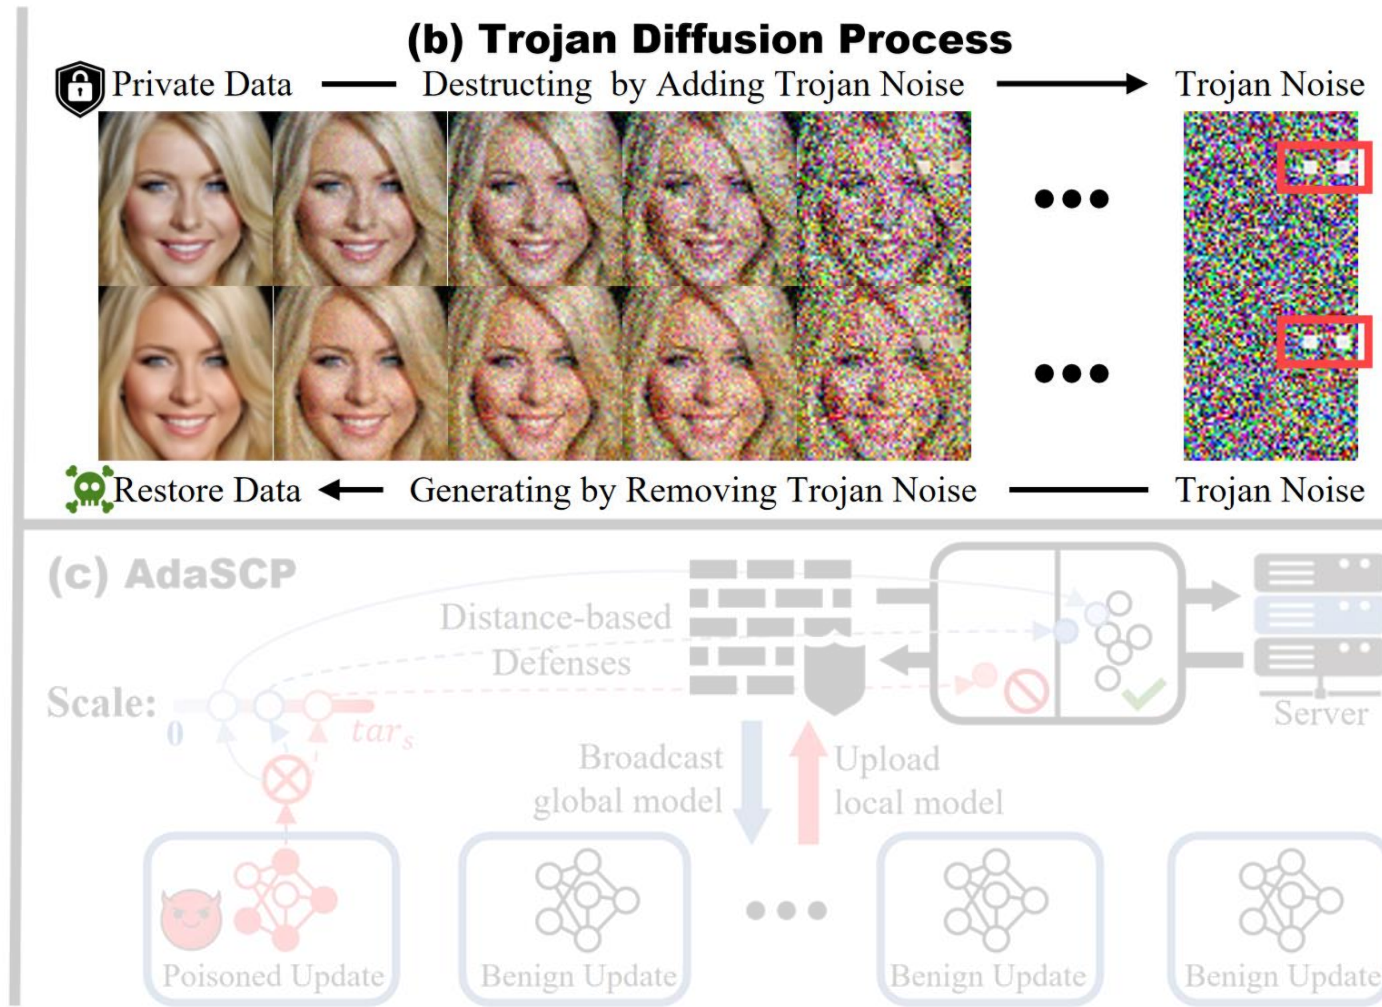 (b) Trojan Diffusion Process
Private Data Destructing by Adding Trojan Noise Trojan Noise
Restore Data Generating by Removing Trojan Noise Trojan Noise
(c) AdaSCP
Distance-based
Defenses
Scale:
0 tar_s
Server
Broadcast
global model
Upload
local model
Poisoned Update
Benign Update
Benign Update
Benign Update